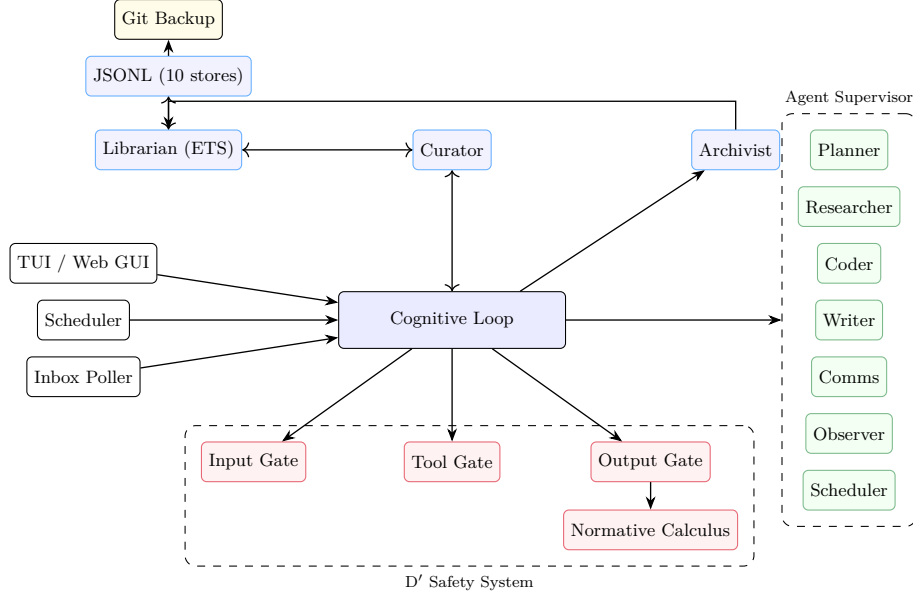 Git Backup
JSONL (10 stores)
Agent Supervisor
Librarian (ETS)
Curator
Archivist
Planner
Researcher
TUI / Web GUI
Coder
Scheduler
Cognitive Loop
Writer
Inbox Poller
Comms
Observer
Input Gate
Tool Gate
Output Gate
Scheduler
Normative Calculus
D′ Safety System